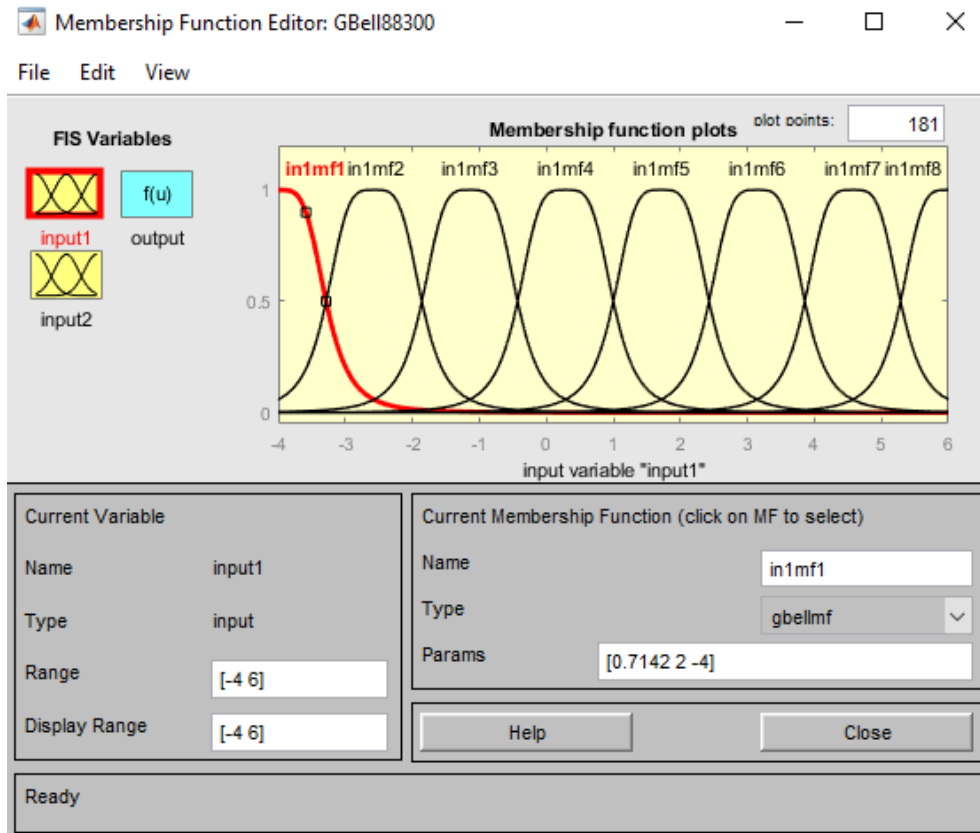 Membership Function Editor: GBell88300
File Edit View
FIS Variables
Membership function plots plot points: 181
f(u)
input1 output
input2
in1mf1 in1mf2 in1mf3 in1mf4 in1mf5 in1mf6 in1mf7 in1mf8
1
0.5
0
-4 -3 -2 -1 0 1 2 3 4 5 6
input variable "input1"
Current Variable
Name input1
Type input
Range [-4 6]
Display Range [-4 6]
Current Membership Function (click on MF to select)
Name in1mf1
Type gbellmf
Params [0.7142 2 -4]
Help Close
Ready